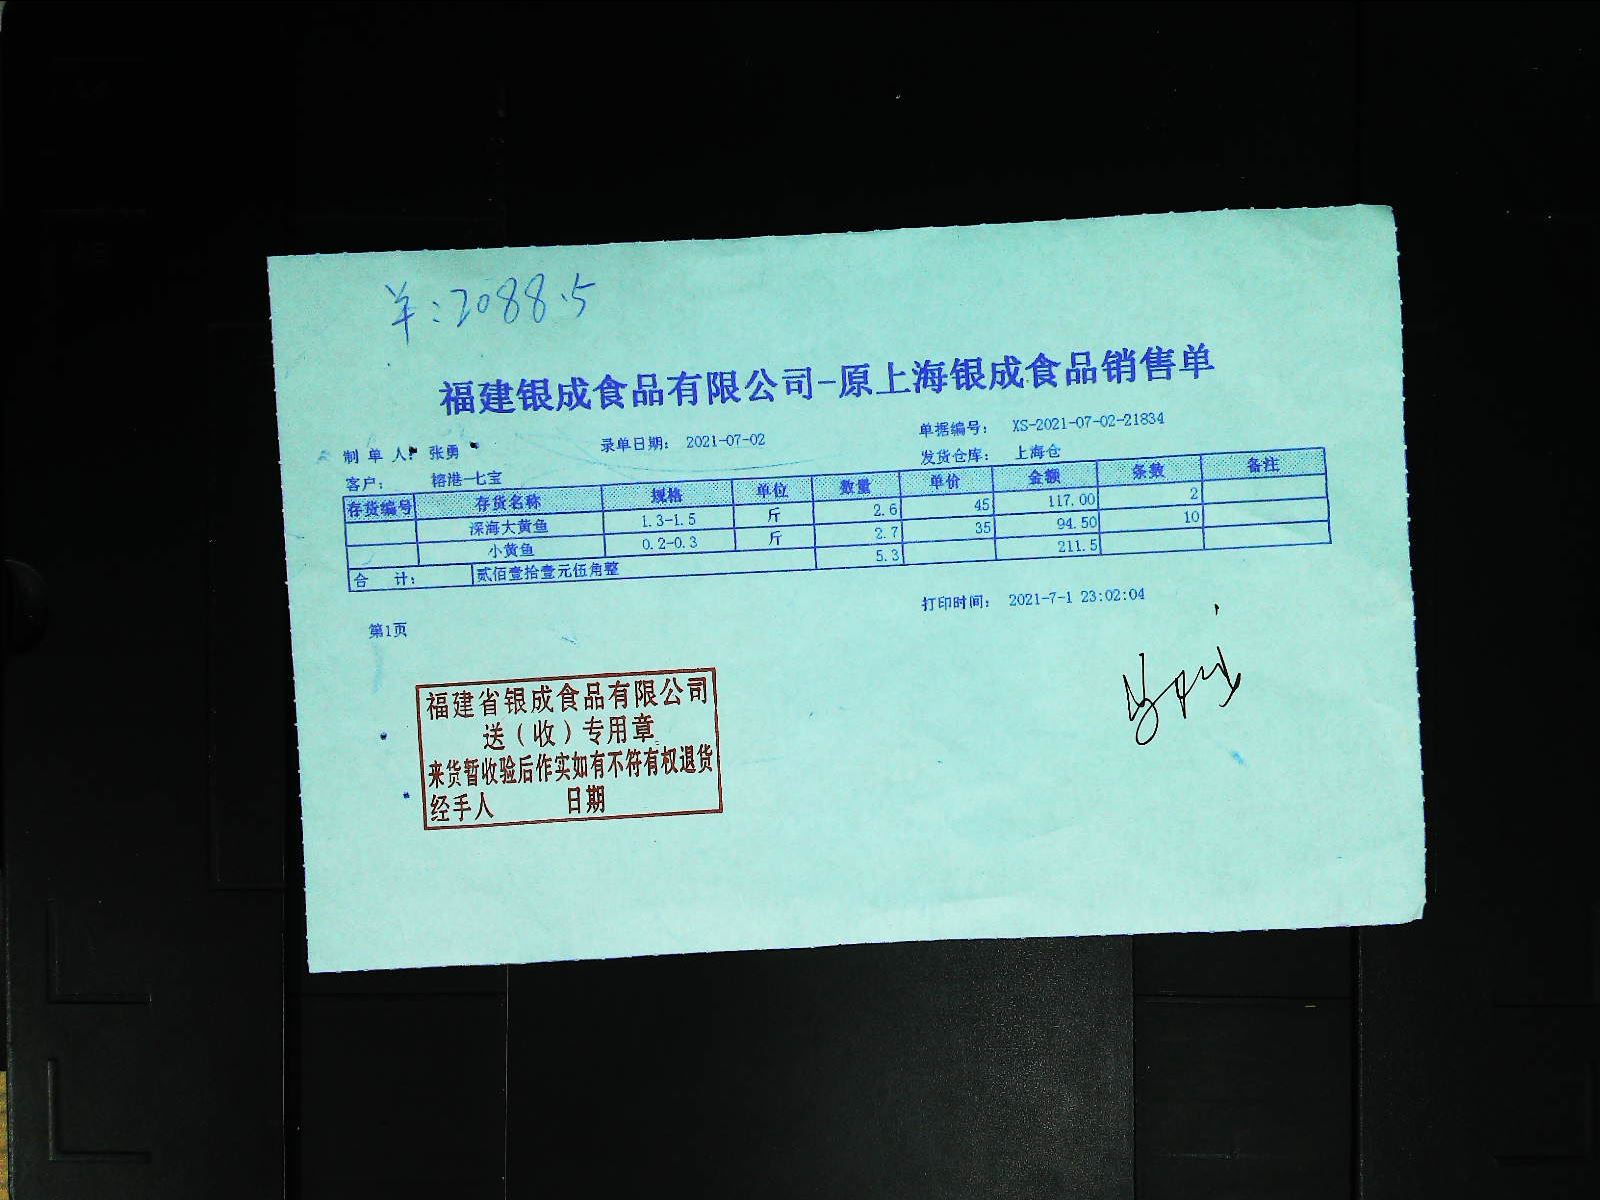 羊:2088.5
福建银成食品有限公司-原上海银成食品销售单
制 单 人: 张勇 录单日期: 2021-07-02 单据编号: XS-2021-07-02-21834
客户: 榕港-七宝 发货仓库: 上海仓
存货编号 存货名称 规格 单位 数量 单价 金额 条数 备注
深海大黄鱼 1.3-1.5 斤 2.6 45 117.00 2
小黄鱼 0.2-0.3 斤 2.7 35 94.50 10
合 计: 贰佰壹拾壹元伍角整 5.3 211.5
打印时间: 2021-7-1 23:02:04
第1页
福建省银成食品有限公司
送(收)专用章
来货暂收验后作实如有不符有权退货
经手人 日期